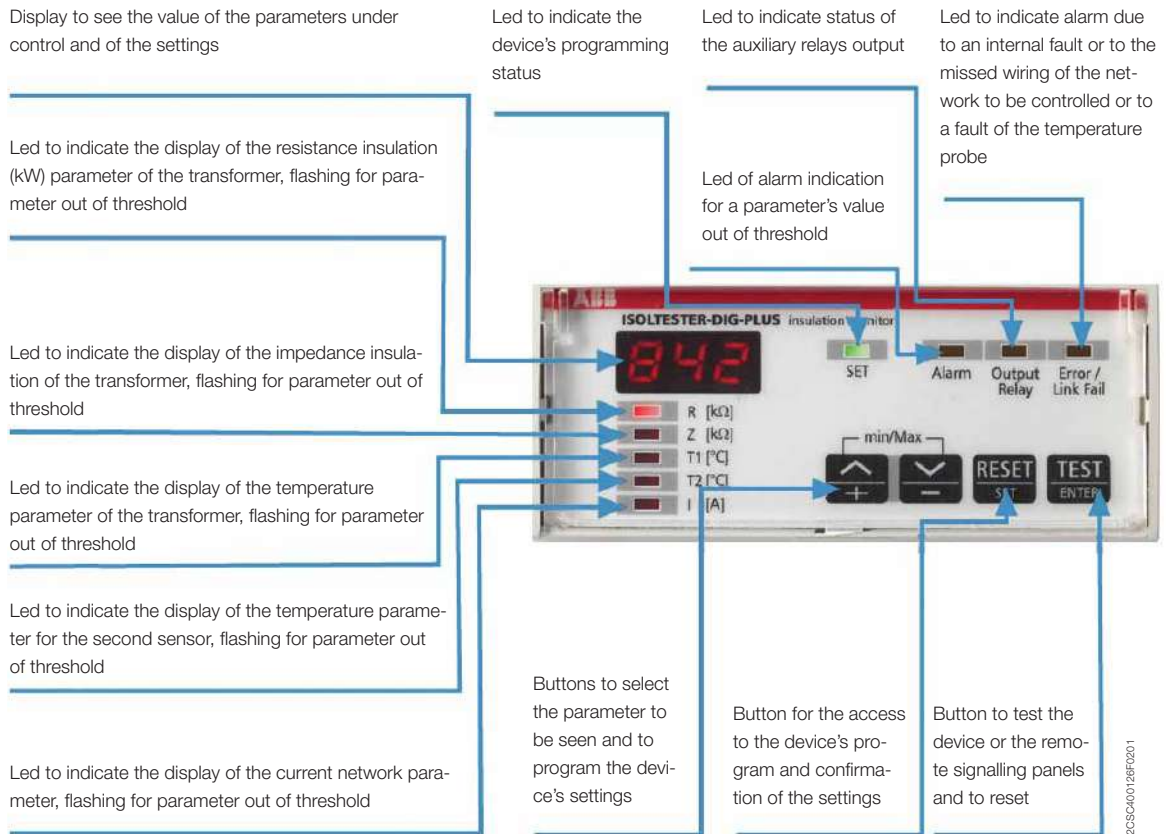 Display to see the value of the parameters under
control and of the settings
Led to indicate the
device's programming
status
Led to indicate status of
the auxiliary relays output
Led to indicate alarm due
to an internal fault or to the
missed wiring of the net-
work to be controlled or to
a fault of the temperature
probe
Led to indicate the display of the resistance insulation
(kW) parameter of the transformer, flashing for para-
meter out of threshold
Led of alarm indication
for a parameter's value
out of threshold
Led to indicate the display of the impedance insula-
tion of the transformer, flashing for parameter out of
threshold
Led to indicate the display of the temperature
parameter of the transformer, flashing for parameter
out of threshold
Led to indicate the display of the temperature parame-
ter for the second sensor, flashing for parameter out
of threshold
Led to indicate the display of the current network para-
meter, flashing for parameter out of threshold
ABB
ISOLTESTER-DIG-PLUS insulation monitor
842
SET
Alarm
Output
Relay
Error /
Link Fail
R [kΩ]
Z [kΩ]
T1 [°C]
T2 [°C]
I [A]
min/Max
+
−
RESET
SET
TEST
ENTER
Buttons to select
the parameter to
be seen and to
program the devi-
ce's settings
Button for the access
to the device's pro-
gram and confirma-
tion of the settings
Button to test the
device or the remo-
te signalling panels
and to reset
2CSC400126F0201